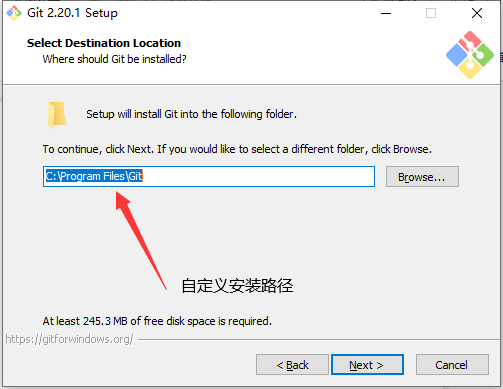 Git 2.20.1 Setup
Select Destination Location
Where should Git be installed?
Setup will install Git into the following folder.
To continue, click Next. If you would like to select a different folder, click Browse.
C:\Program Files\Git
Browse...
自定义安装路径
At least 245.3 MB of free disk space is required.
https://gitforwindows.org/
< Back
Next >
Cancel